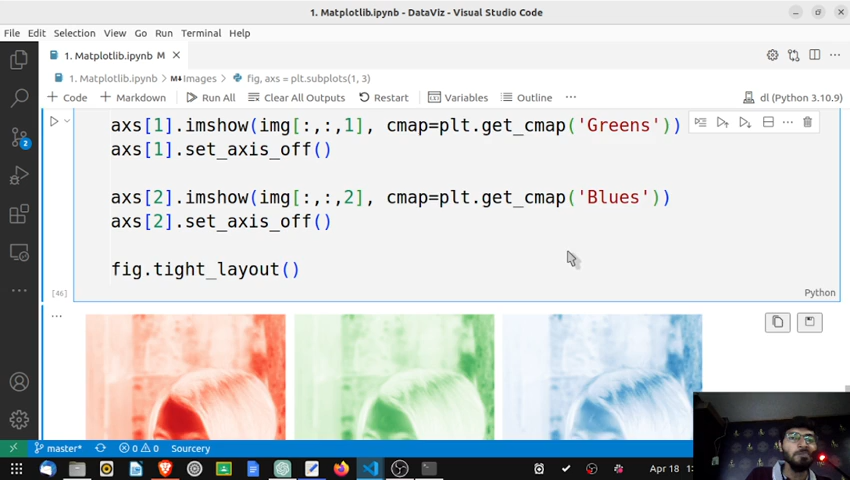 1. Matplotlib.ipynb - DataViz - Visual Studio Code
File Edit Selection View Go Run Terminal Help
1. Matplotlib.ipynb M
1. Matplotlib.ipynb > M↓Images > fig, axs = plt.subplots(1, 3)
+ Code + Markdown Run All Clear All Outputs Restart Variables Outline ... dl (Python 3.10.9)
axs[1].imshow(img[:,:,1], cmap=plt.get_cmap('Greens'))
axs[1].set_axis_off()
axs[2].imshow(img[:,:,2], cmap=plt.get_cmap('Blues'))
axs[2].set_axis_off()
2
fig.tight_layout()
[46] Python
master* 0 0 Sourcery
Apr 18